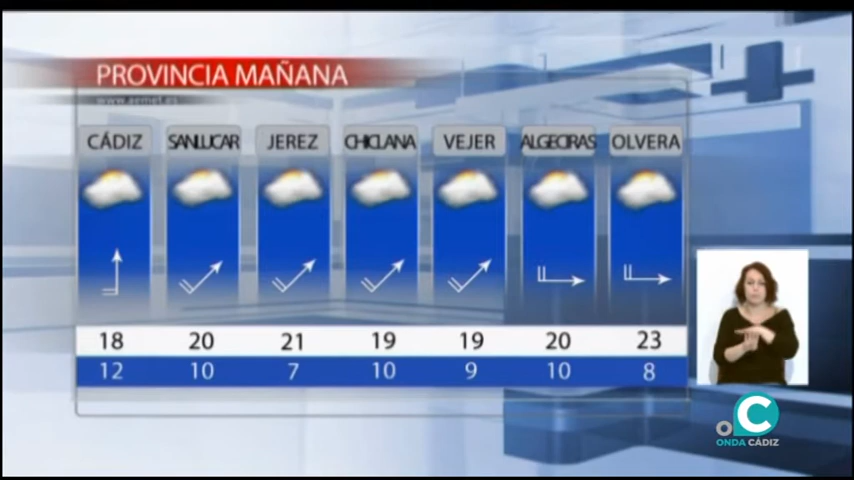 PROVINCIA MAÑANA
www.aemet.es
CÁDIZ SANLUCAR JEREZ CHICLANA VEJER ALGECIRAS OLVERA
18 20 21 19 19 20 23
12 10 7 10 9 10 8
OC
ONDA CÁDIZ